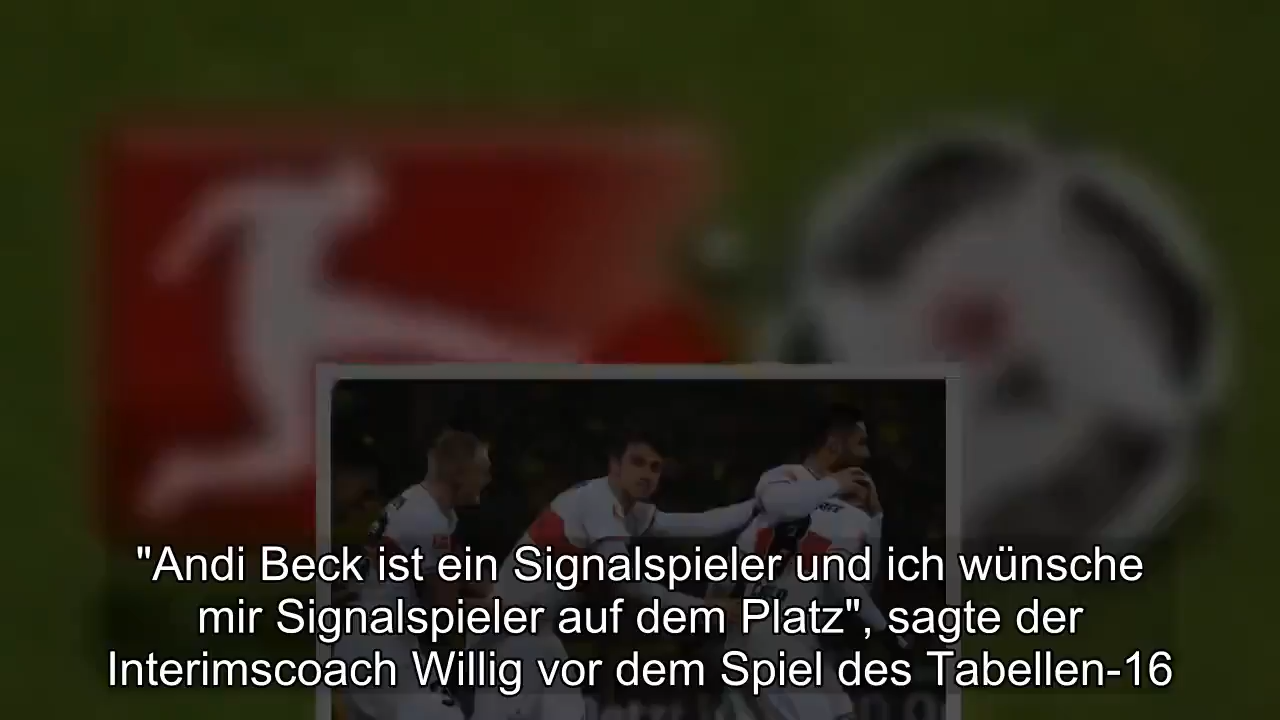 "Andi Beck ist ein Signalspieler und ich wünsche
mir Signalspieler auf dem Platz", sagte der
Interimscoach Willig vor dem Spiel des Tabellen-16